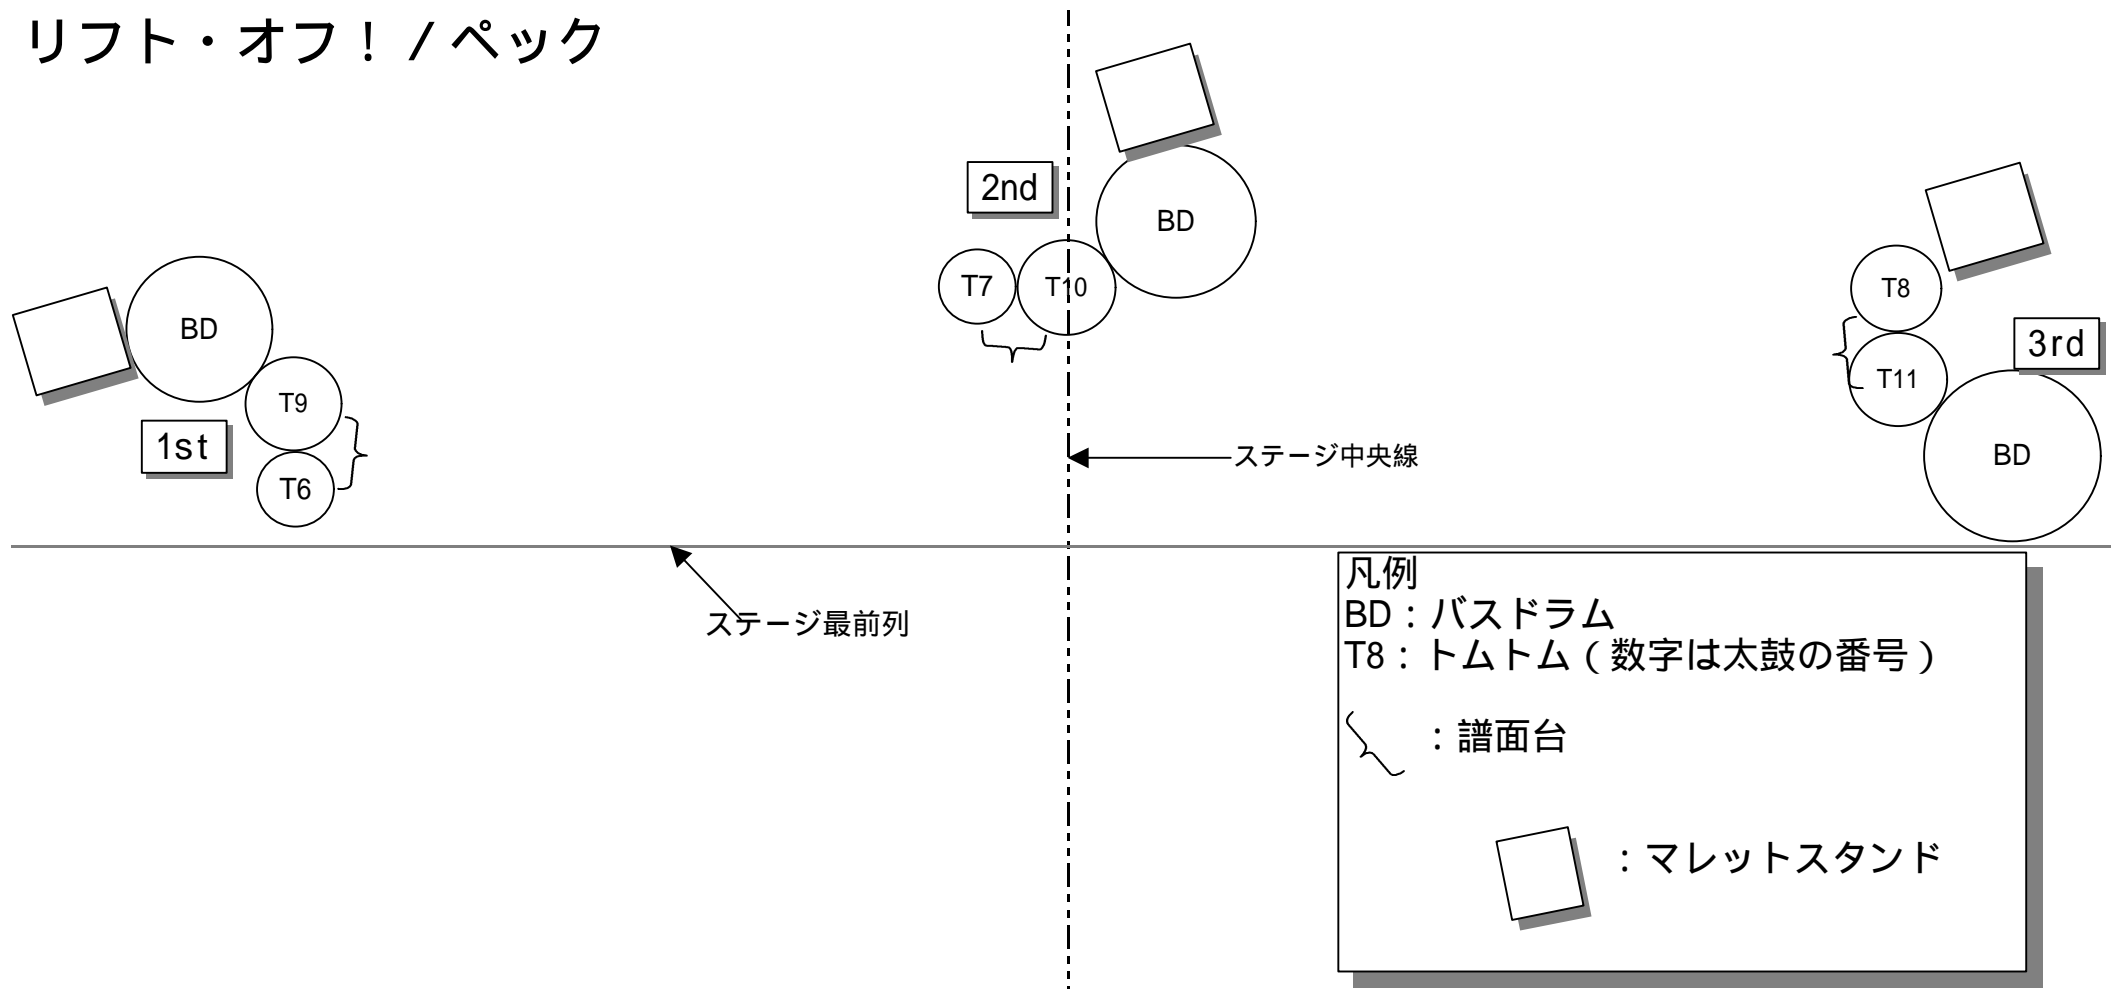 リフト・オフ！／ペック
2nd
BD
T7
T10
BD
T9
T6
1st
T8
T11
3rd
BD
ステージ中央線
ステージ最前列
凡例
BD：バスドラム
T8：トムトム（数字は太鼓の番号）
：譜面台
：マレットスタンド